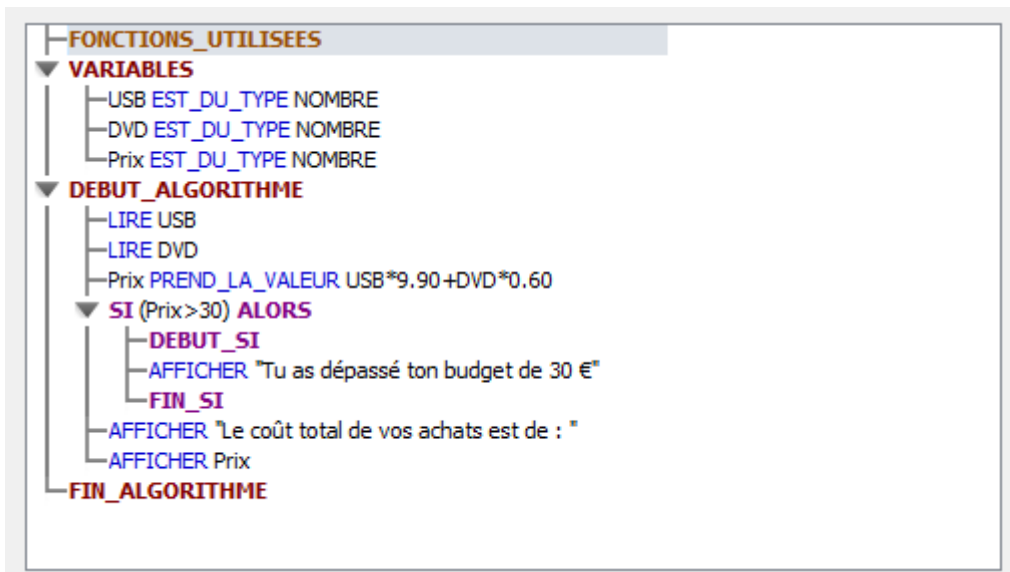 FONCTIONS_UTILISEES
VARIABLES
USB EST_DU_TYPE NOMBRE
DVD EST_DU_TYPE NOMBRE
Prix EST_DU_TYPE NOMBRE
DEBUT_ALGORITHME
LIRE USB
LIRE DVD
Prix PREND_LA_VALEUR USB*9.90+DVD*0.60
SI (Prix>30) ALORS
DEBUT_SI
AFFICHER "Tu as dépassé ton budget de 30 €"
FIN_SI
AFFICHER "Le coût total de vos achats est de : "
AFFICHER Prix
FIN_ALGORITHME